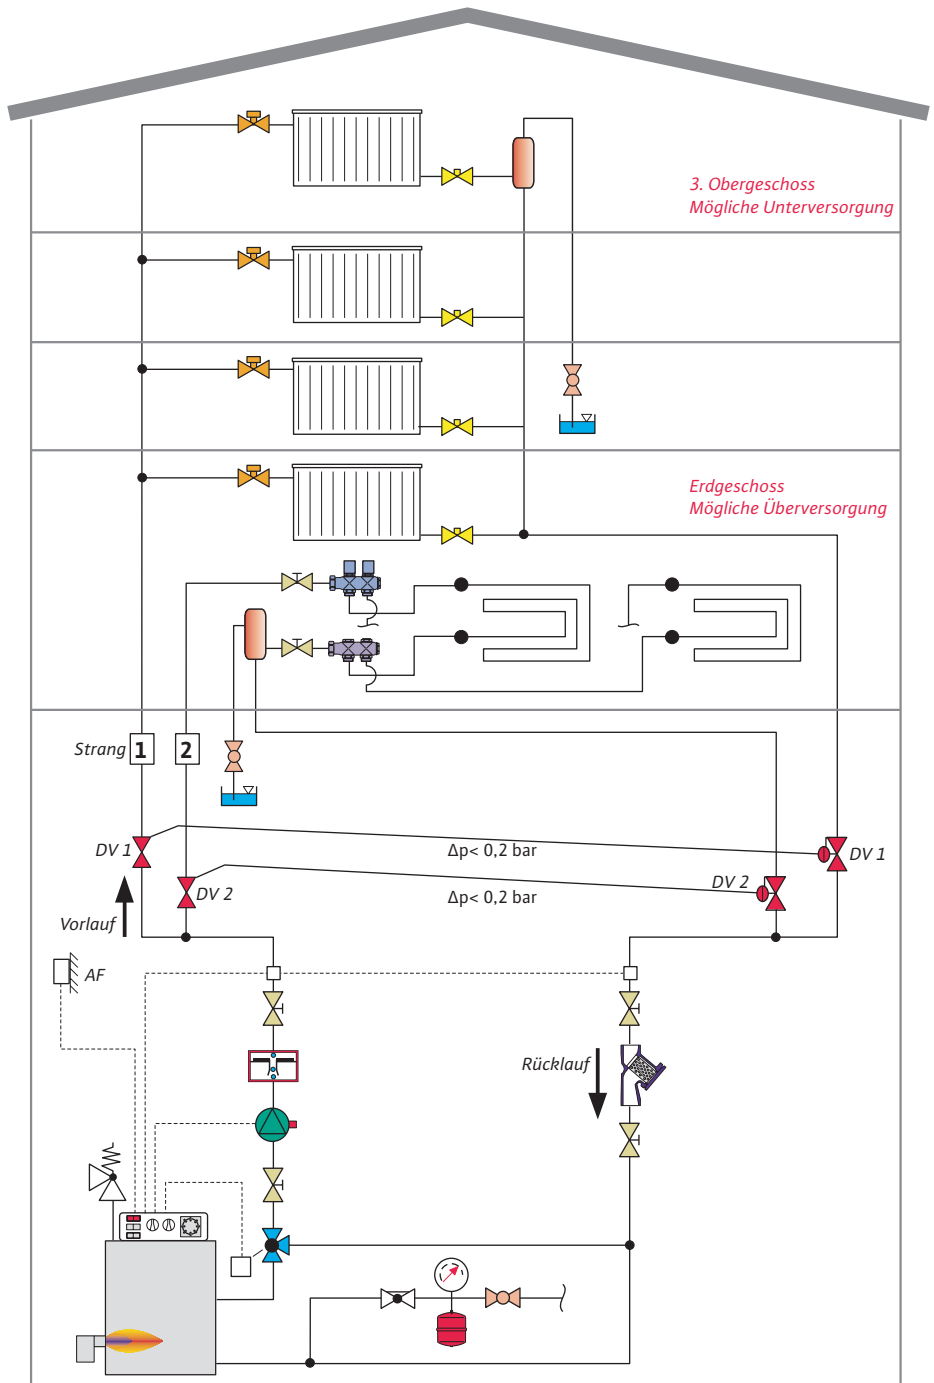 3. Obergeschoss
Mögliche Unterversorgung
Erdgeschoss
Mögliche Überversorgung
Strang 1 2
DV 1
Δp< 0,2 bar
DV 1
DV 2
Δp< 0,2 bar
DV 2
Vorlauf
AF
Rücklauf